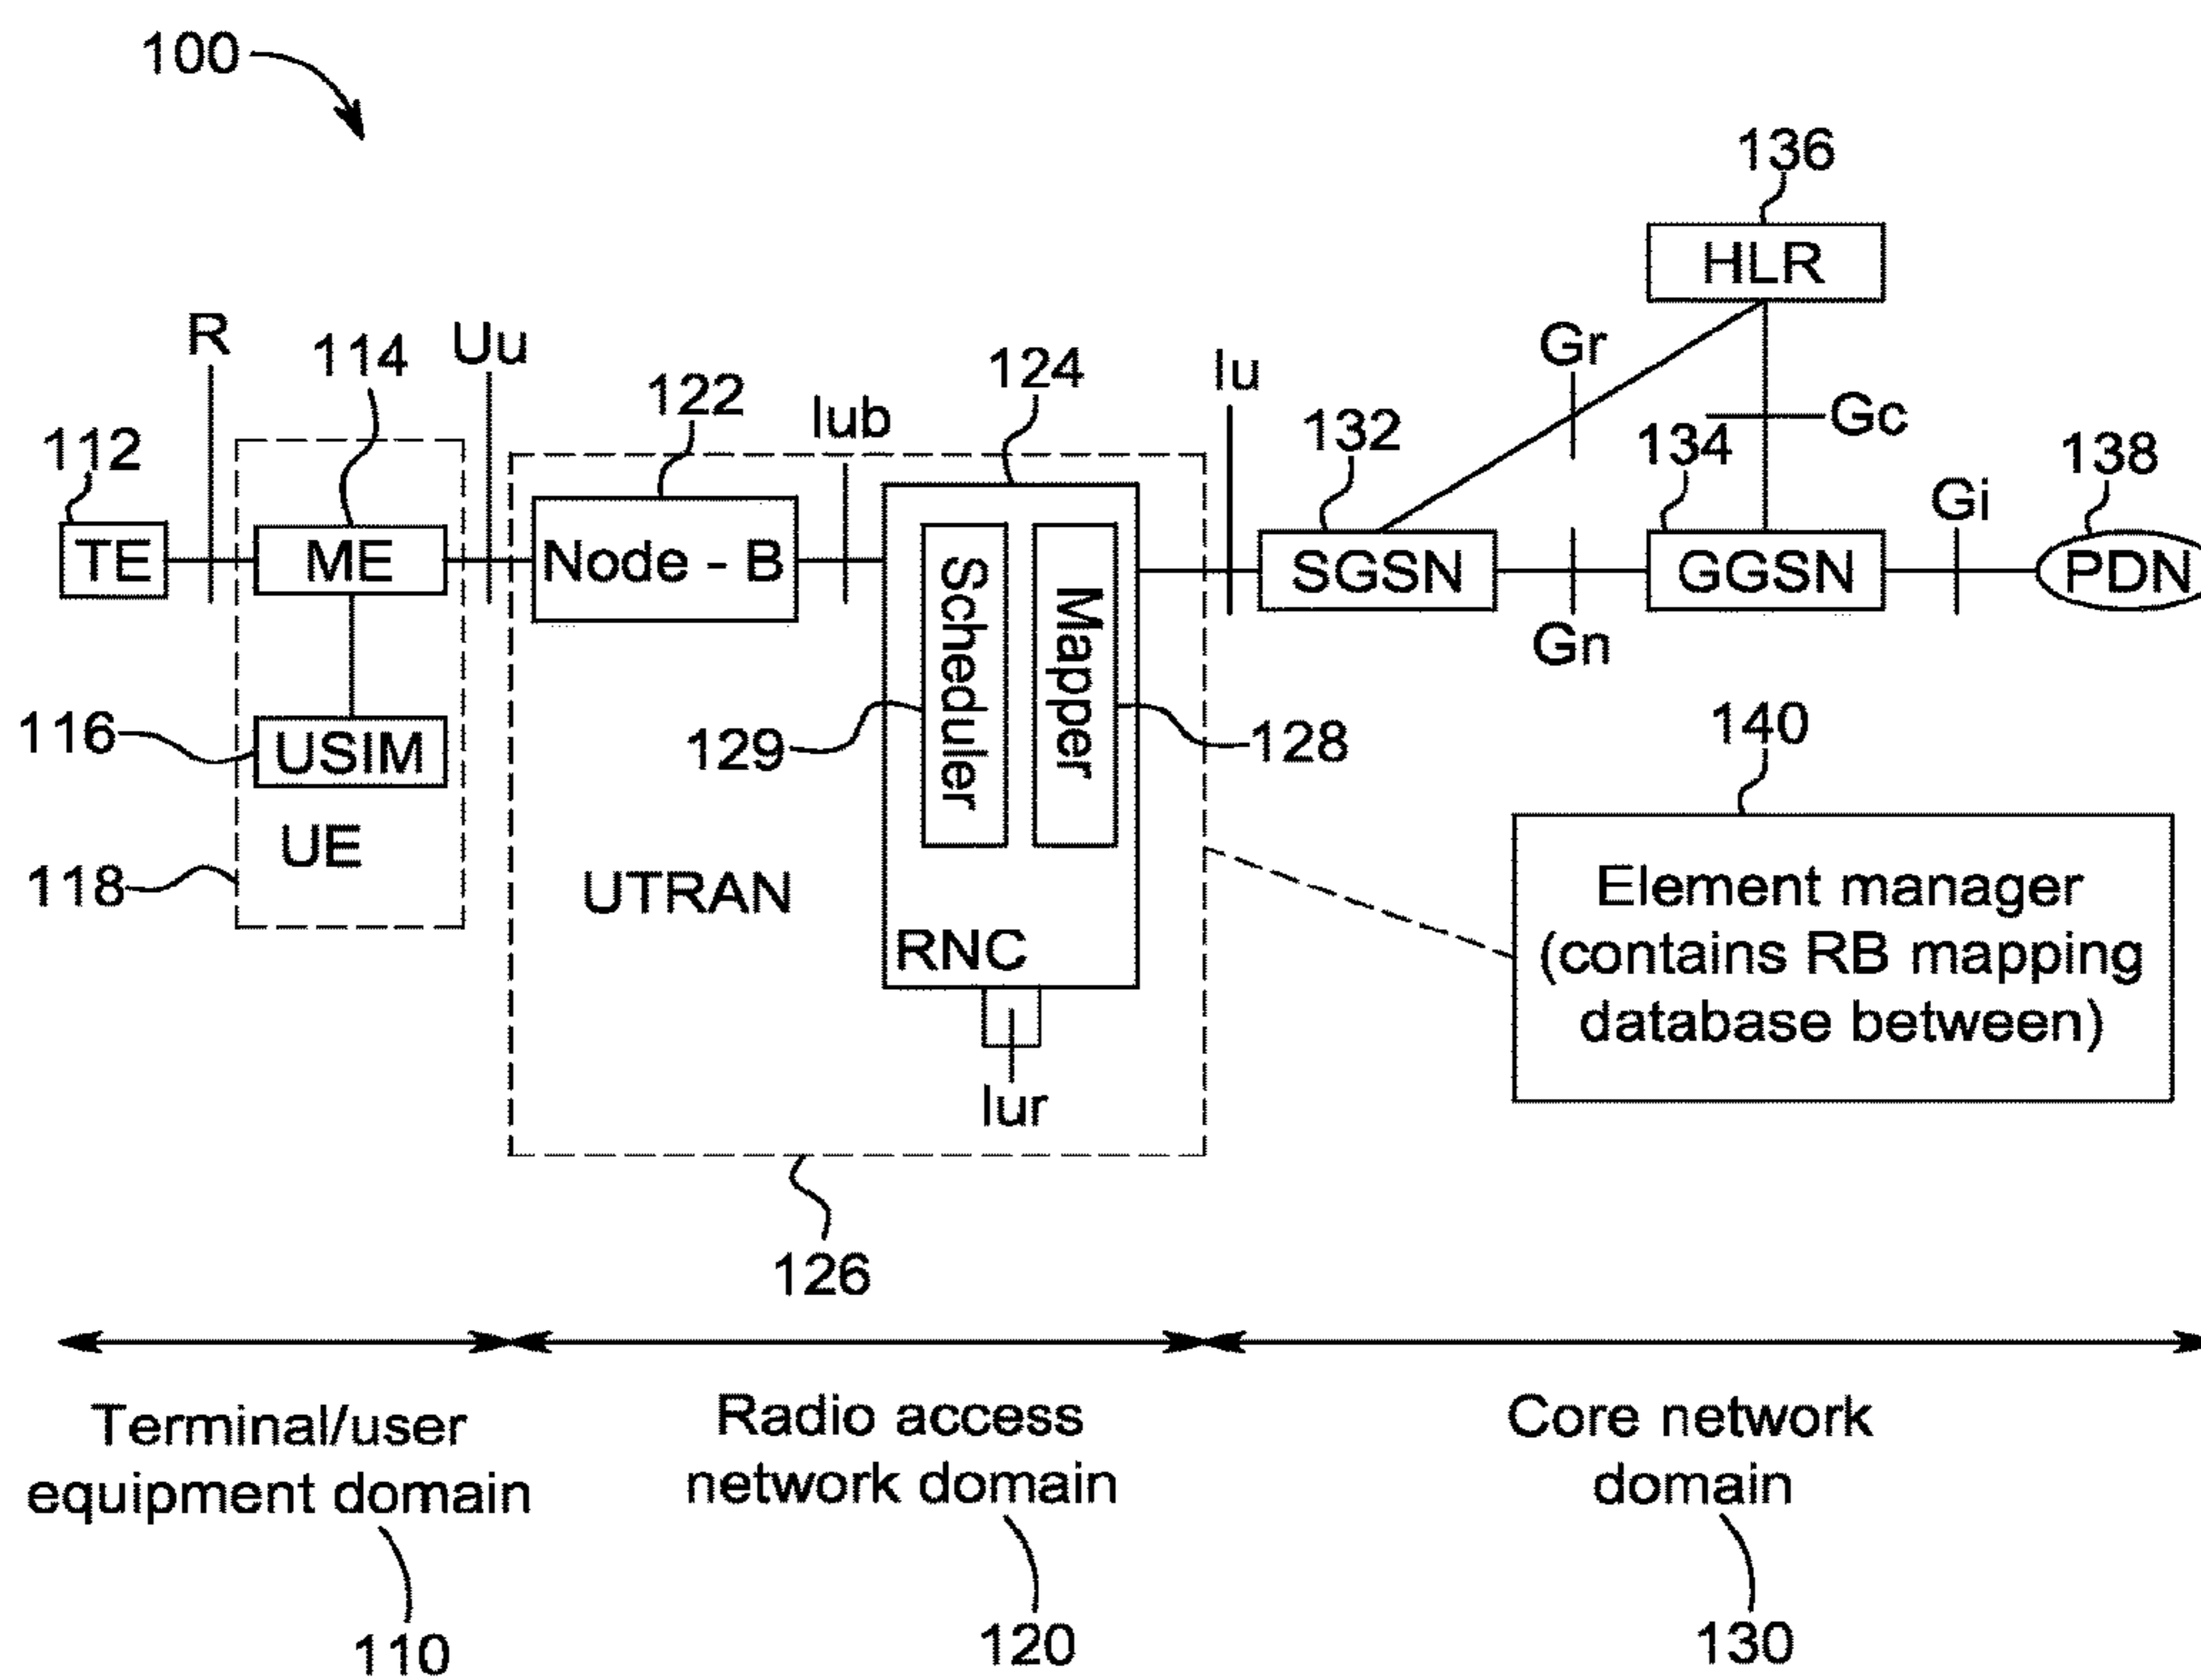 100
136
HLR
R
114
Uu
122
Iub
124
Iu
Gr
Gc
112
132
134
138
Gi
TE
ME
Node - B
Scheduler
Mapper
SGSN
GGSN
PDN
Gn
116
USIM
129
128
140
UE
118
UTRAN
RNC
Iur
Element manager
(contains RB mapping
database between)
126
Terminal/user
equipment domain
Radio access
network domain
Core network
domain
110
120
130